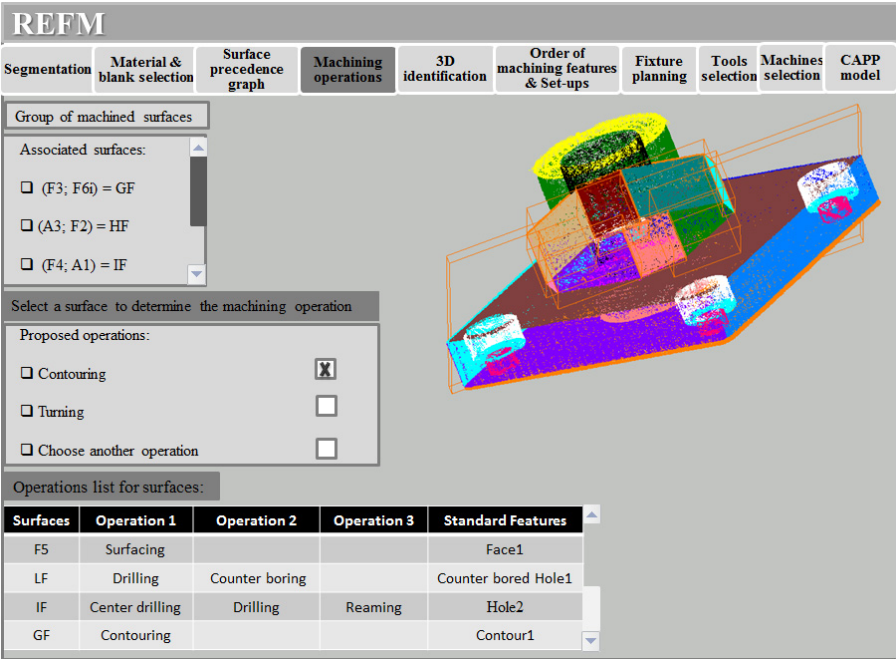 REFM
Segmentation
Material &
blank selection
Surface
precedence
graph
Machining
operations
3D
identification
Order of
machining features
& Set-ups
Fixture
planning
Tools
selection
Machines
selection
CAPP
model
Group of machined surfaces
Associated surfaces:
❑ (F3; F6i) = GF
❑ (A3; F2) = HF
❑ (F4; A1) = IF
Select a surface to determine the machining operation
Proposed operations:
❑ Contouring X
❑ Turning
❑ Choose another operation
Operations list for surfaces:
Surfaces Operation 1 Operation 2 Operation 3 Standard Features
F5 Surfacing Face1
LF Drilling Counter boring Counter bored Hole1
IF Center drilling Drilling Reaming Hole2
GF Contouring Contour1